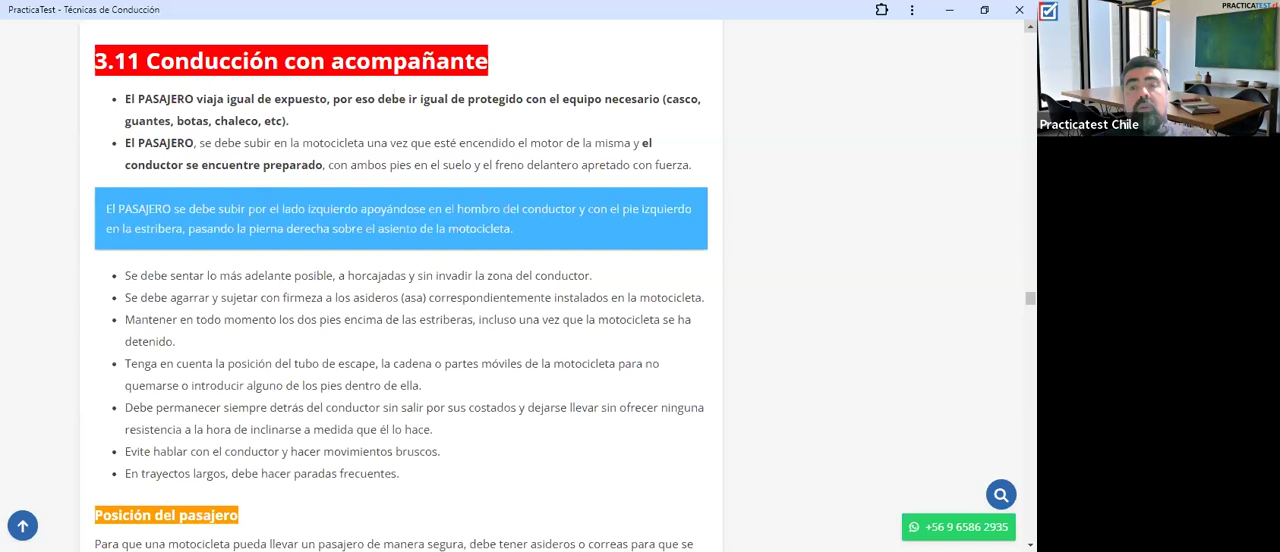 PracticaTest - Técnicas de Conducción
PRACTICATEST.cl
Practicatest Chile
3.11 Conducción con acompañante
• El PASAJERO viaja igual de expuesto, por eso debe ir igual de protegido con el equipo necesario (casco,
guantes, botas, chaleco, etc).
• El PASAJERO, se debe subir en la motocicleta una vez que esté encendido el motor de la misma y el
conductor se encuentre preparado, con ambos pies en el suelo y el freno delantero apretado con fuerza.
El PASAJERO se debe subir por el lado izquierdo apoyándose en el hombro del conductor y con el pie izquierdo
en la estribera, pasando la pierna derecha sobre el asiento de la motocicleta.
• Se debe sentar lo más adelante posible, a horcajadas y sin invadir la zona del conductor.
• Se debe agarrar y sujetar con firmeza a los asideros (asa) correspondientemente instalados en la motocicleta.
• Mantener en todo momento los dos pies encima de las estriberas, incluso una vez que la motocicleta se ha
detenido.
• Tenga en cuenta la posición del tubo de escape, la cadena o partes móviles de la motocicleta para no
quemarse o introducir alguno de los pies dentro de ella.
• Debe permanecer siempre detrás del conductor sin salir por sus costados y dejarse llevar sin ofrecer ninguna
resistencia a la hora de inclinarse a medida que él lo hace.
• Evite hablar con el conductor y hacer movimientos bruscos.
• En trayectos largos, debe hacer paradas frecuentes.
Posición del pasajero
Para que una motocicleta pueda llevar un pasajero de manera segura, debe tener asideros o correas para que se
+56 9 6586 2935